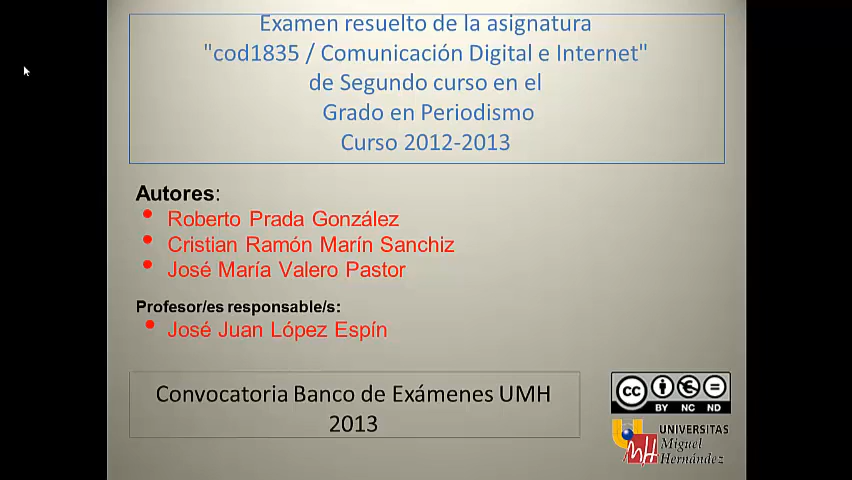 Examen resuelto de la asignatura
"cod1835 / Comunicación Digital e Internet"
de Segundo curso en el
Grado en Periodismo
Curso 2012-2013
Autores:
• Roberto Prada González
• Cristian Ramón Marín Sanchiz
• José María Valero Pastor
Profesor/es responsable/s:
• José Juan López Espín
Convocatoria Banco de Exámenes UMH
2013
cc
BY NC ND
UNIVERSITAS
Miguel
Hernández
UMH